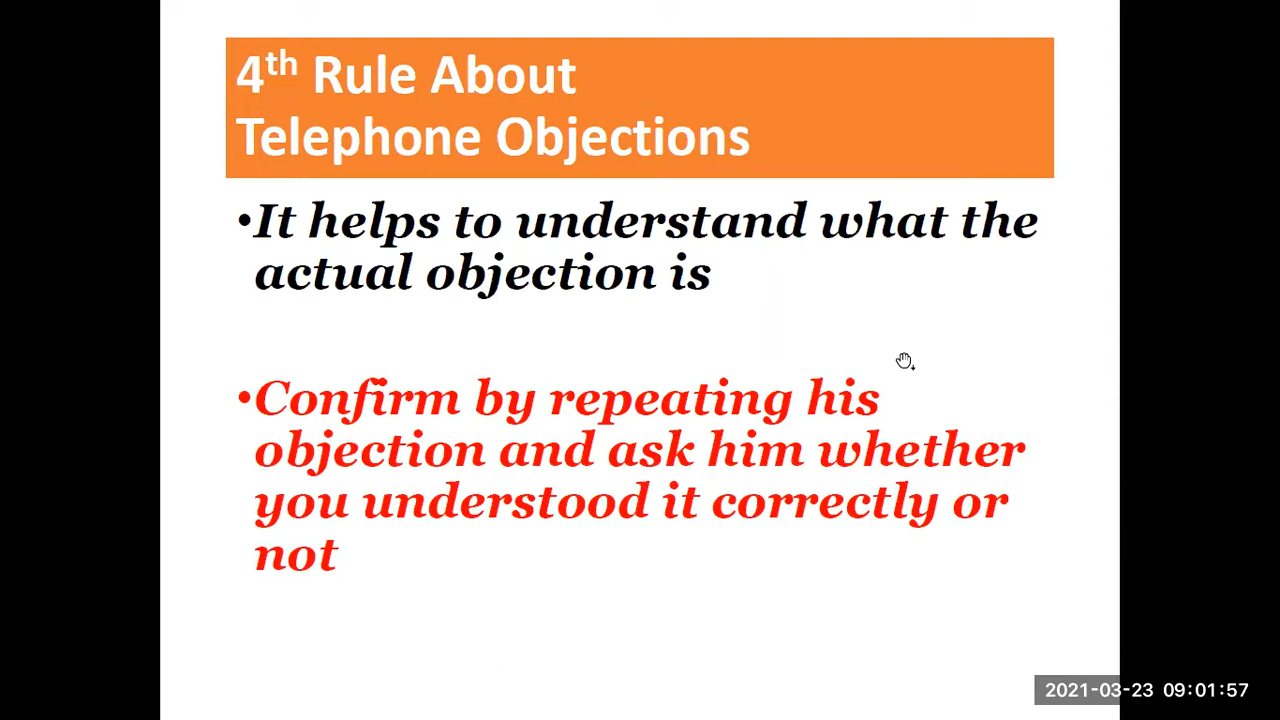 4th Rule About
Telephone Objections
•It helps to understand what the
actual objection is
•Confirm by repeating his
objection and ask him whether
you understood it correctly or
not
2021-03-23 09:01:57